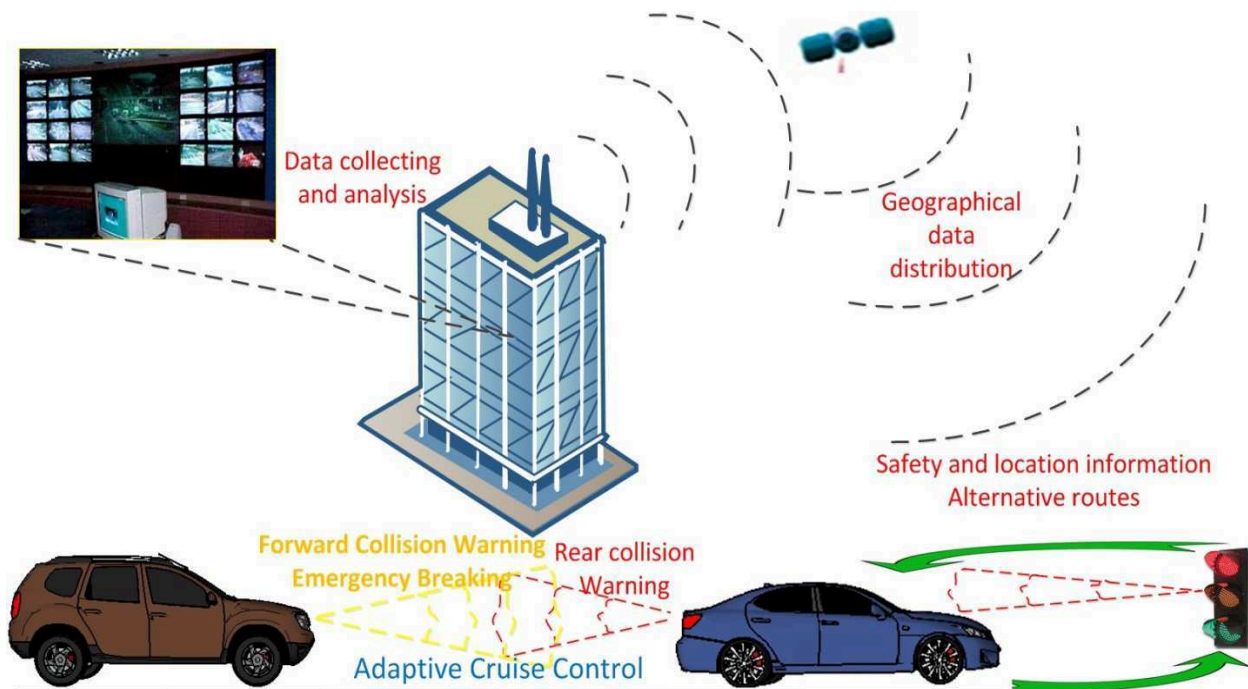 Data collecting
and analysis
Geographical
data
distribution
Safety and location information
Alternative routes
Forward Collision Warning
Emergency Breaking
Rear collision
Warning
Adaptive Cruise Control